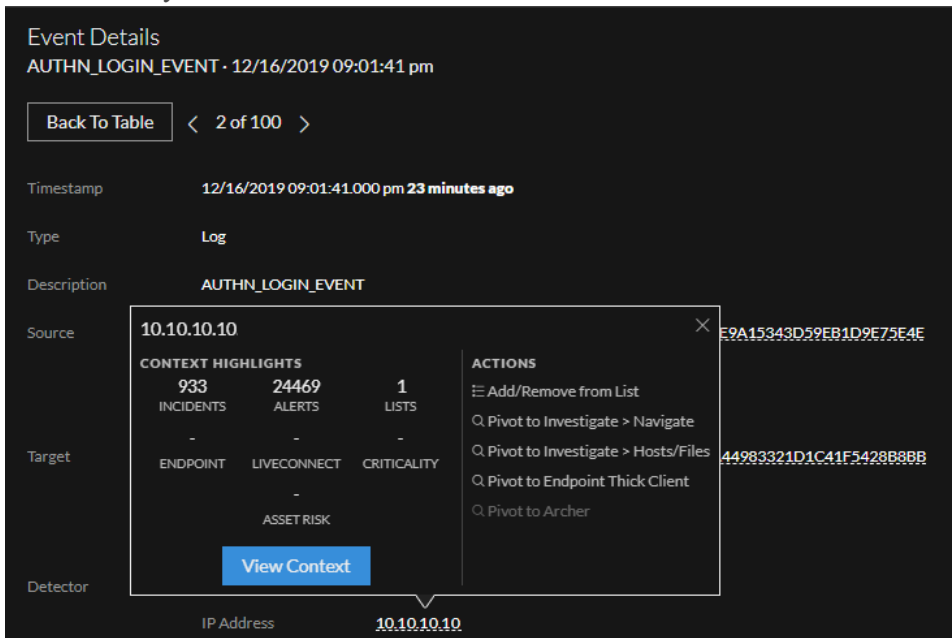 Event Details
AUTHN_LOGIN_EVENT · 12/16/2019 09:01:41 pm
Back To Table < 2 of 100 >
Timestamp 12/16/2019 09:01:41.000 pm 23 minutes ago
Type Log
Description AUTHN_LOGIN_EVENT
Source E9A15343D59EB1D9E75E4E
10.10.10.10
CONTEXT HIGHLIGHTS
933 24469 1
INCIDENTS ALERTS LISTS
- - -
ENDPOINT LIVECONNECT CRITICALITY
-
ASSET RISK
View Context
ACTIONS
Add/Remove from List
Pivot to Investigate > Navigate
Pivot to Investigate > Hosts/Files
Pivot to Endpoint Thick Client
Pivot to Archer
Target 44983321D1C41F5428B8BB
Detector
IP Address 10.10.10.10